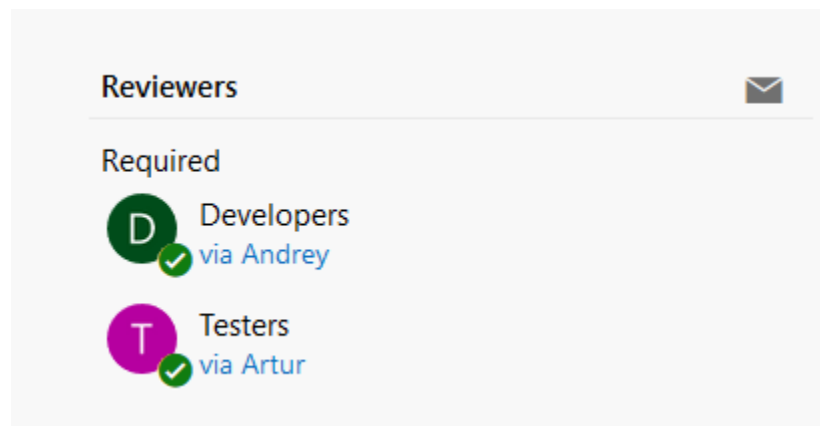 Reviewers
Required
D
Developers
via Andrey
T
Testers
via Artur